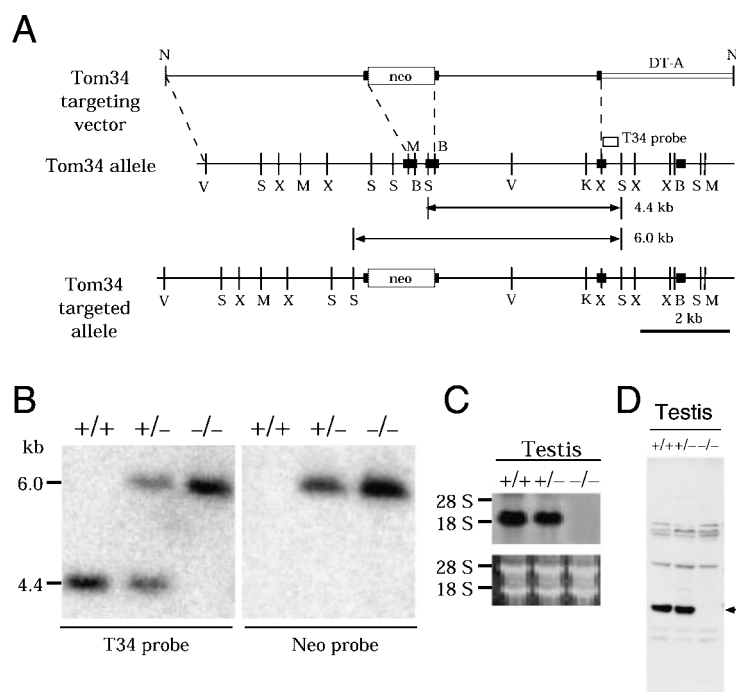 A
N
N
Tom34
targeting
vector
neo
DT-A
T34 probe
M
B
Tom34 allele
V S X M X S S B S V K X S X X B S M
4.4 kb
6.0 kb
Tom34
targeted
allele
neo
V S X M X S S V K X S X X B S M
2 kb
B
+/+ +/− −/− +/+ +/− −/−
kb
6.0
4.4
T34 probe
Neo probe
C
Testis
+/+ +/− −/−
28 S
18 S
28 S
18 S
D
Testis
+/+ +/− −/−